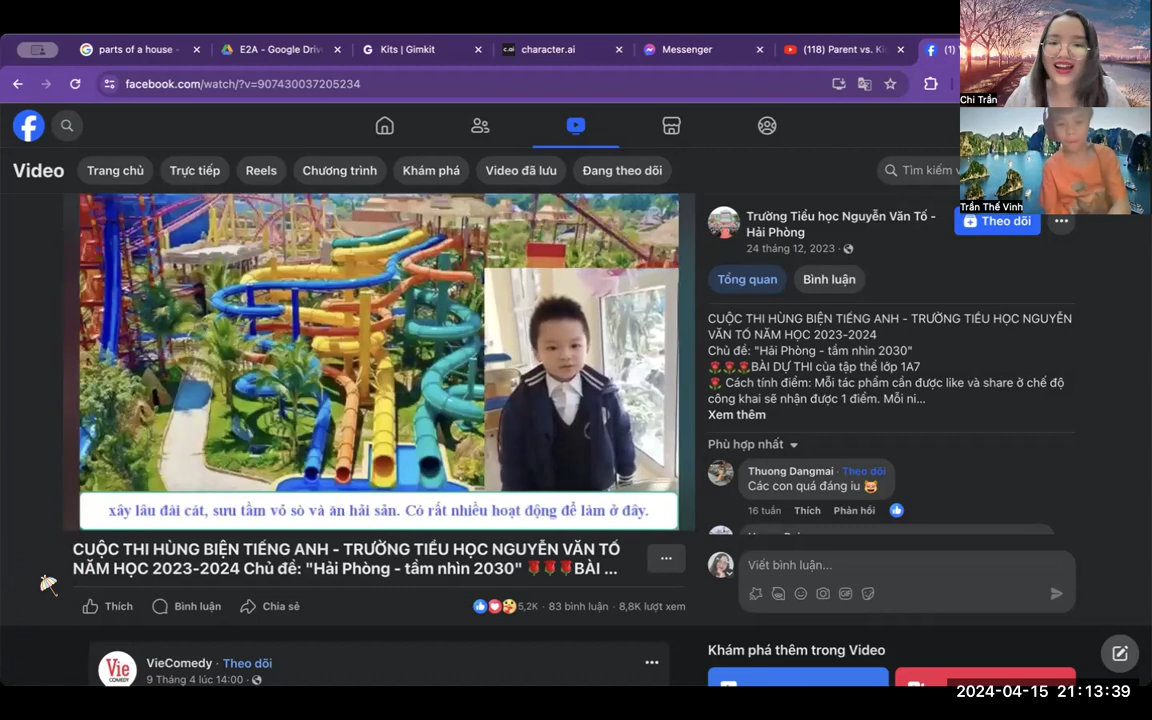 parts of a house -
E2A - Google Driv
Kits | Gimkit
character.ai
Messenger
(118) Parent vs. Ki
(1)
facebook.com/watch/?v=907430037205234
Chi Trần
Trần Thế Vinh
Video
Trang chủ
Trực tiếp
Reels
Chương trình
Khám phá
Video đã lưu
Đang theo dõi
Tìm kiếm v
Trường Tiểu học Nguyễn Văn Tố -
Hải Phòng
24 tháng 12, 2023
Theo dõi
Tổng quan
Bình luận
CUỘC THI HÙNG BIỆN TIẾNG ANH - TRƯỜNG TIỂU HỌC NGUYỄN
VĂN TỐ NĂM HỌC 2023-2024
Chủ đề: "Hải Phòng - tầm nhìn 2030"
🌹🌹🌹BÀI DỰ THI của tập thể lớp 1A7
🌹 Cách tính điểm: Mỗi tác phẩm cần được like và share ở chế độ
công khai sẽ nhận được 1 điểm. Mỗi ni...
Xem thêm
Phù hợp nhất
Thuong Dangmai · Theo dõi
Các con quá đáng iu 😻
16 tuần Thích Phản hồi
Viết bình luận...
xây lâu đài cát, sưu tầm vỏ sò và ăn hải sản. Có rất nhiều hoạt động để làm ở đây.
CUỘC THI HÙNG BIỆN TIẾNG ANH - TRƯỜNG TIỂU HỌC NGUYỄN VĂN TỐ
NĂM HỌC 2023-2024 Chủ đề: "Hải Phòng - tầm nhìn 2030" 🌹🌹🌹BÀI ...
Thích
Bình luận
Chia sẻ
5,2K · 83 bình luận · 8,8K lượt xem
Vie
COMEDY
VieComedy · Theo dõi
9 Tháng 4 lúc 14:00
Khám phá thêm trong Video
2024-04-15 21:13:39